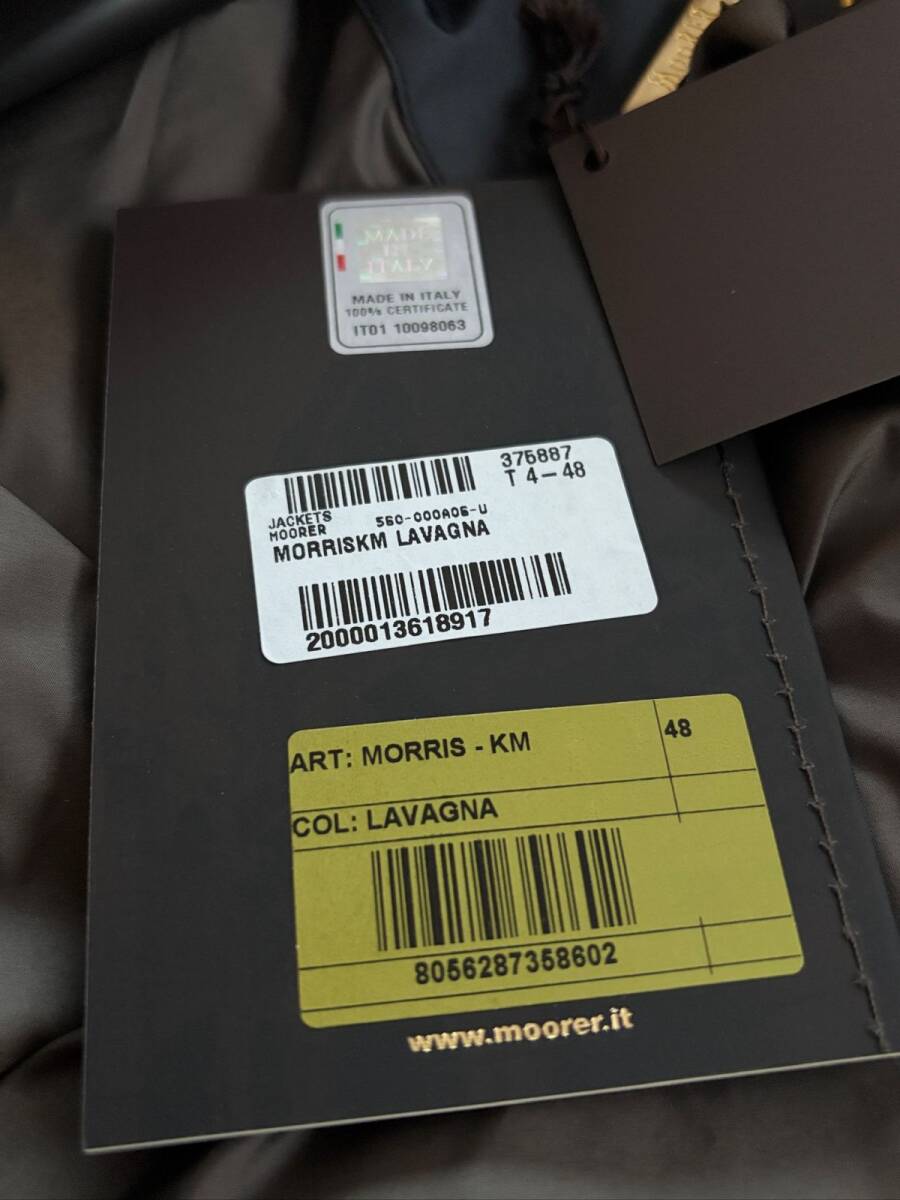 MADE
IN
ITALY
MADE IN ITALY
100% CERTIFICATE
IT01 10098063
375887
T 4-48
JACKETS 560-000A06-U
MOORER
MORRISKM LAVAGNA
2000013618917
ART: MORRIS - KM 48
COL: LAVAGNA
8056287358602
www.moorer.it